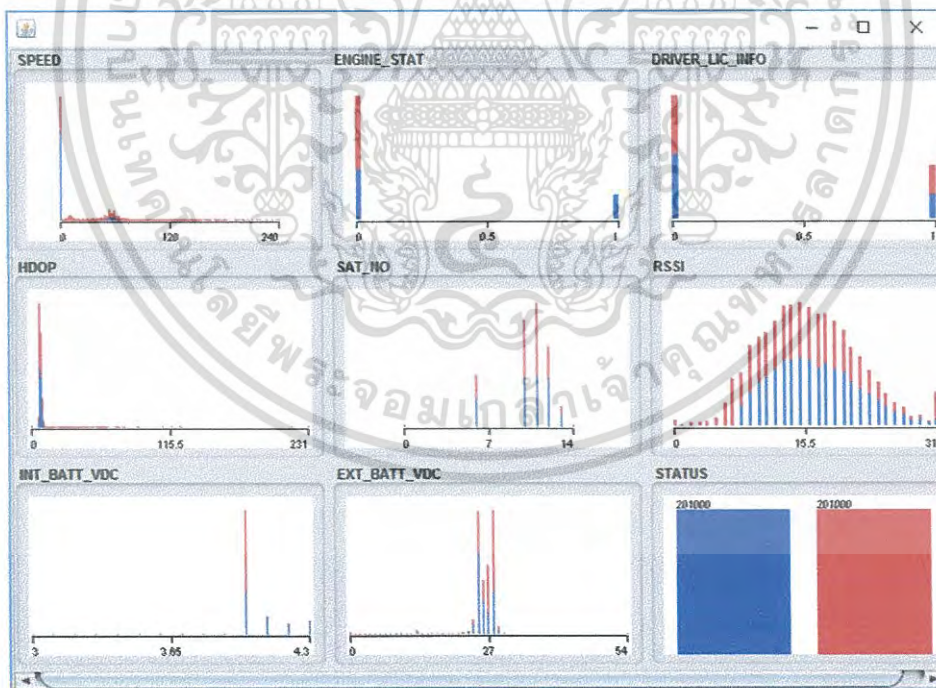 SPEED
ENGINE_STAT
DRIVER_LIC_INFO
0 120 240
0 0.5 1
0 0.5 1
HDOP
SAT_NO
RSSI
0 115.5 231
0 7 14
0 15.5 31
INT_BATT_VDC
EXT_BATT_VDC
STATUS
201000 201000
3 3.65 4.3
0 27 54